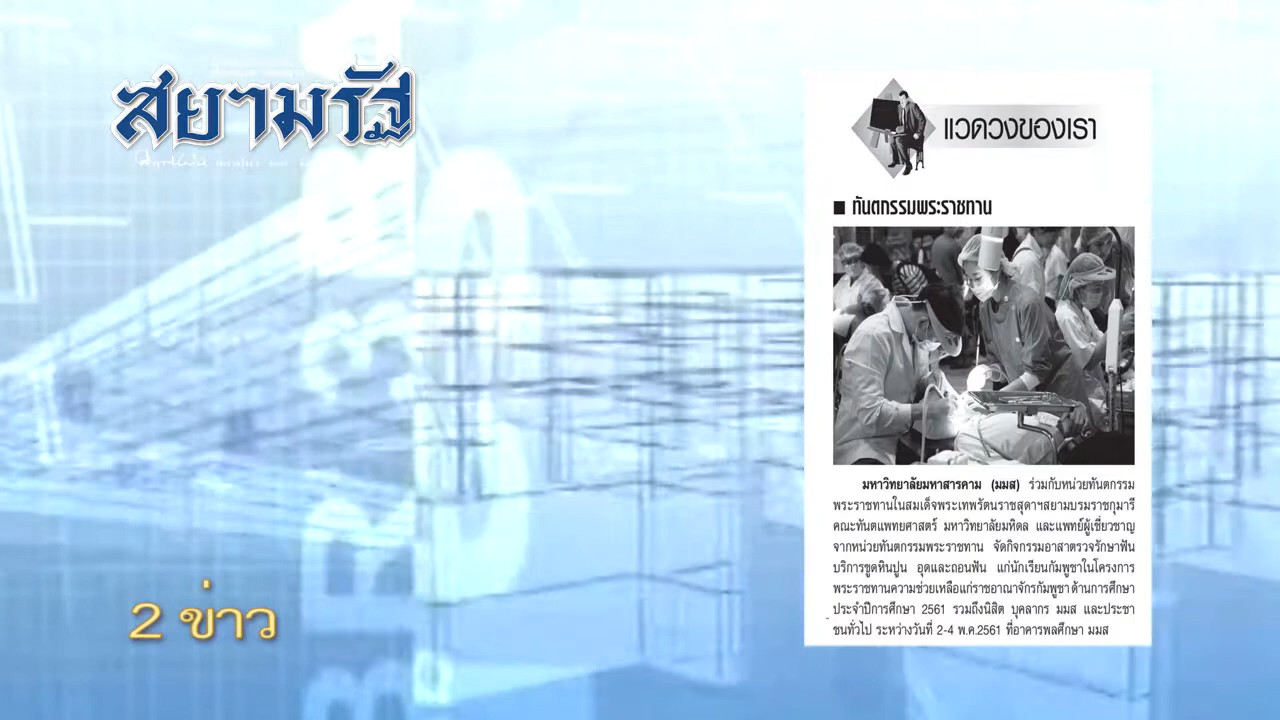 สยามรัฐ
แวดวงของเรา
■ ทันตกรรมพระราชทาน
มหาวิทยาลัยมหาสารคาม (มมส) ร่วมกับหน่วยทันตกรรม
พระราชทานในสมเด็จพระเทพรัตนราชสุดาฯสยามบรมราชกุมารี
คณะทันตแพทยศาสตร์ มหาวิทยาลัยมหิดล และแพทย์ผู้เชี่ยวชาญ
จากหน่วยทันตกรรมพระราชทาน จัดกิจกรรมอาสาตรวจรักษาฟัน
บริการขูดหินปูน อุดและถอนฟัน แก่นักเรียนกัมพูชาในโครงการ
พระราชทานความช่วยเหลือแก่ราชอาณาจักรกัมพูชา ด้านการศึกษา
ประจำปีการศึกษา 2561 รวมถึงนิสิต บุคลากร มมส และประชา
ชนทั่วไป ระหว่างวันที่ 2-4 พ.ค.2561 ที่อาคารพลศึกษา มมส
2 ข่าว